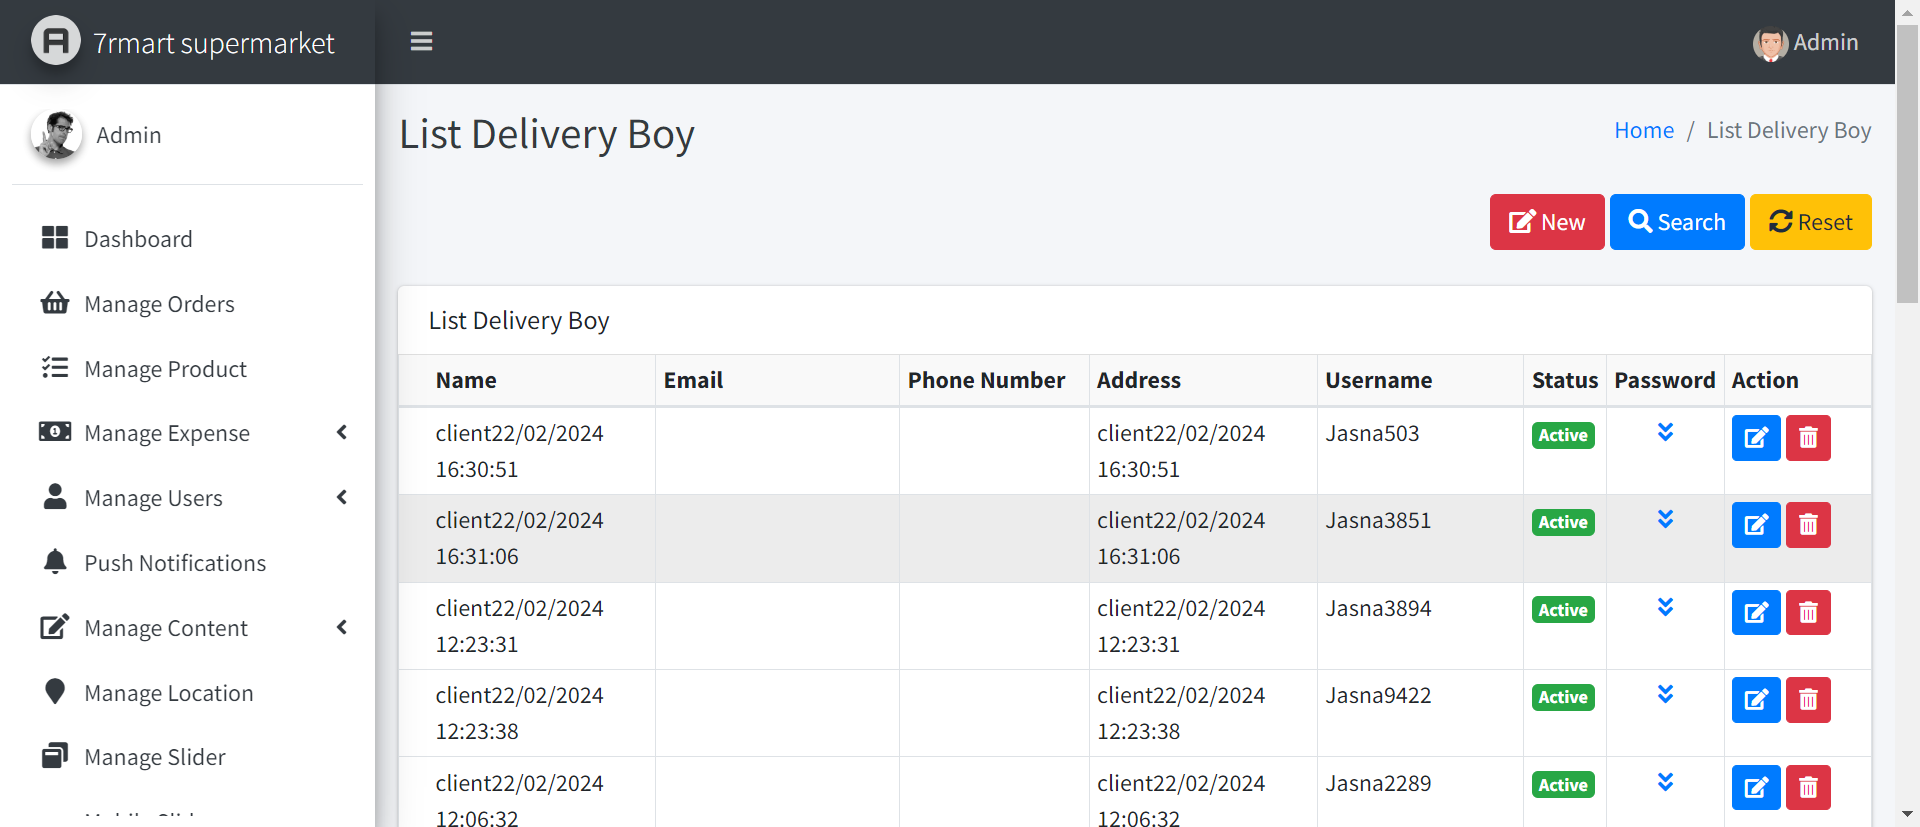 7rmart supermarket
Admin
Admin
List Delivery Boy
Home / List Delivery Boy
Dashboard
Manage Orders
Manage Product
Manage Expense
Manage Users
Push Notifications
Manage Content
Manage Location
Manage Slider
New Search Reset
List Delivery Boy
Name Email Phone Number Address Username Status Password Action
client22/02/2024 client22/02/2024 Jasna503 Active
16:30:51 16:30:51
client22/02/2024 client22/02/2024 Jasna3851 Active
16:31:06 16:31:06
client22/02/2024 client22/02/2024 Jasna3894 Active
12:23:31 12:23:31
client22/02/2024 client22/02/2024 Jasna9422 Active
12:23:38 12:23:38
client22/02/2024 client22/02/2024 Jasna2289 Active
12:06:32 12:06:32